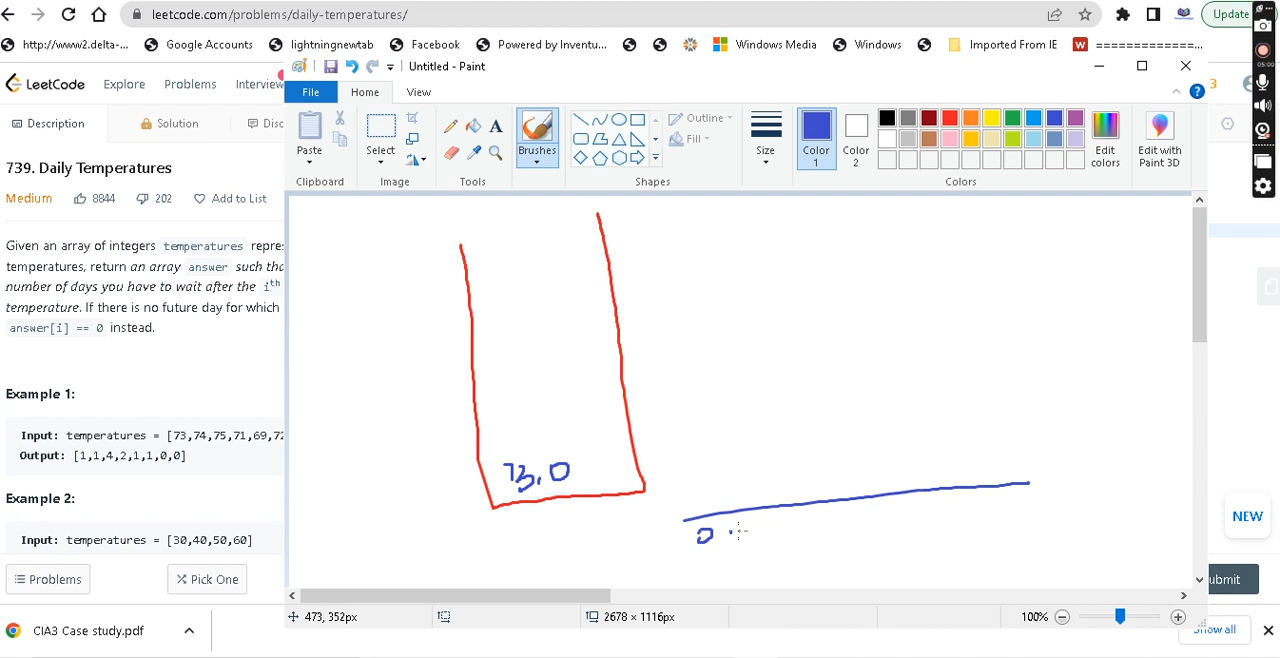 leetcode.com/problems/daily-temperatures/
Update
http://www2.delta-...
Google Accounts
lightningnewtab
Facebook
Powered by Inventu...
Windows Media
Windows
Imported From IE
W
==============...
Untitled - Paint
File
Home
View
LeetCode
Explore
Problems
Interview
3
05:00
Description
Solution
Disc
Paste
Select
Brushes
Outline
Fill
Size
Color 1
Color 2
Edit colors
Edit with Paint 3D
Clipboard
Image
Tools
Shapes
Colors
739. Daily Temperatures
Medium
8844
202
Add to List
Given an array of integers temperatures repres
temperatures, return an array answer such tha
number of days you have to wait after the ith
temperature. If there is no future day for which
answer[i] == 0 instead.
Example 1:
Input: temperatures = [73,74,75,71,69,72
Output: [1,1,4,2,1,1,0,0]
Example 2:
Input: temperatures = [30,40,50,60]
73,0
0
NEW
Problems
Pick One
ubmit
473, 352px
2678 × 1116px
100%
CIA3 Case study.pdf
Show all